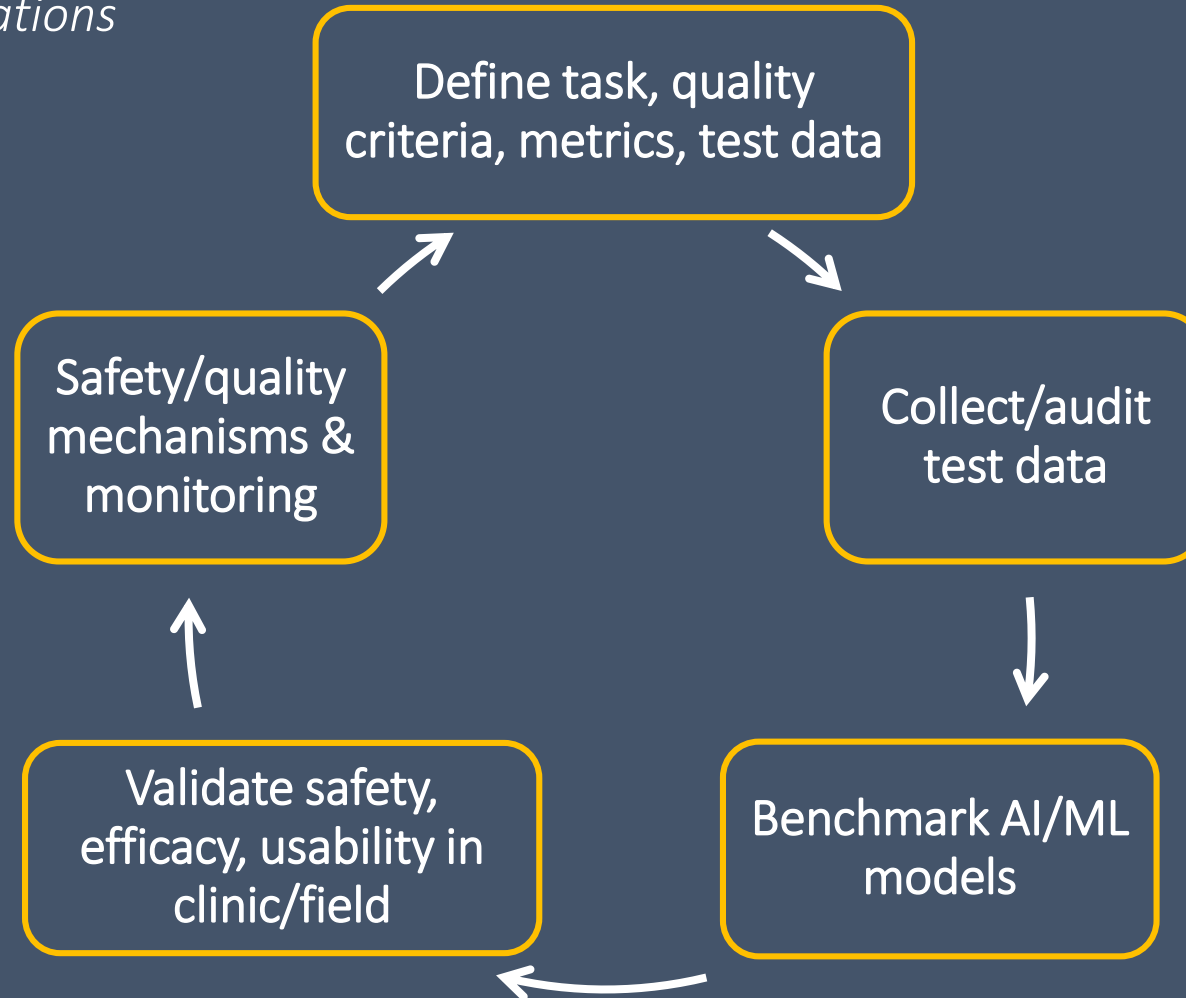 ations
Define task, quality
criteria, metrics, test data
Safety/quality
mechanisms &
monitoring
Collect/audit
test data
Validate safety,
efficacy, usability in
clinic/field
Benchmark AI/ML
models